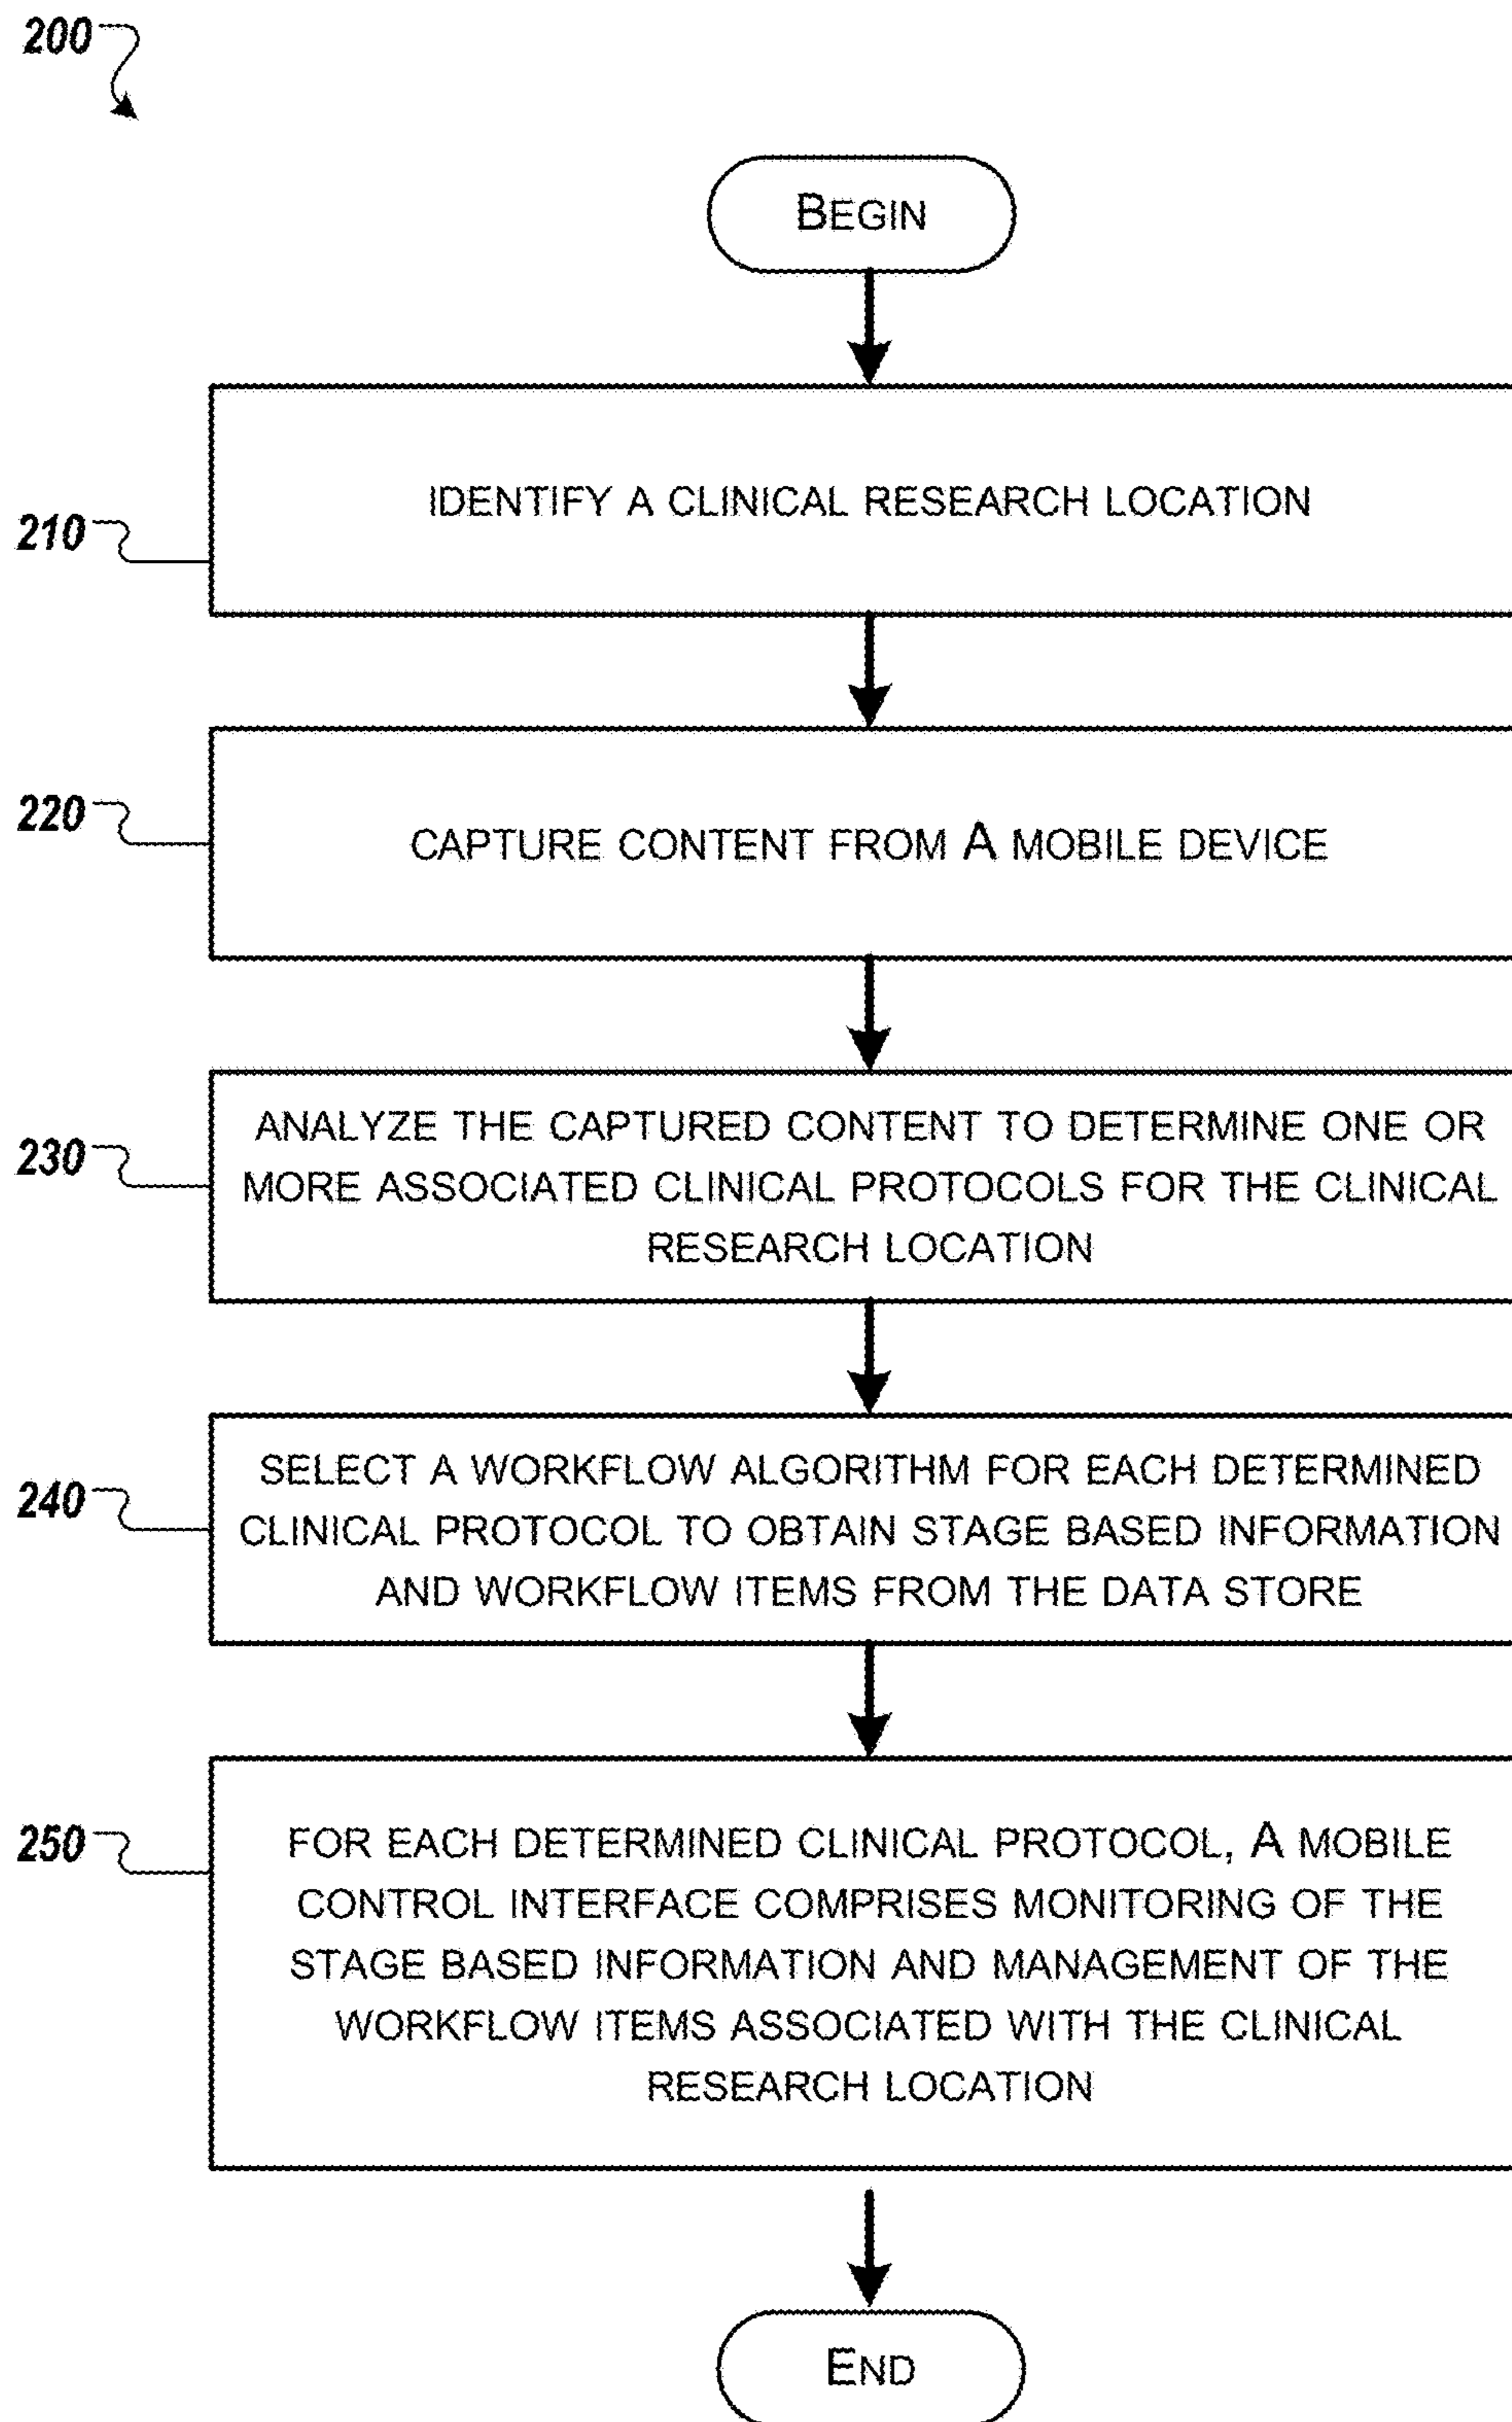 200
BEGIN
IDENTIFY A CLINICAL RESEARCH LOCATION
210
CAPTURE CONTENT FROM A MOBILE DEVICE
220
ANALYZE THE CAPTURED CONTENT TO DETERMINE ONE OR
MORE ASSOCIATED CLINICAL PROTOCOLS FOR THE CLINICAL
RESEARCH LOCATION
230
SELECT A WORKFLOW ALGORITHM FOR EACH DETERMINED
CLINICAL PROTOCOL TO OBTAIN STAGE BASED INFORMATION
AND WORKFLOW ITEMS FROM THE DATA STORE
240
FOR EACH DETERMINED CLINICAL PROTOCOL, A MOBILE
CONTROL INTERFACE COMPRISES MONITORING OF THE
STAGE BASED INFORMATION AND MANAGEMENT OF THE
WORKFLOW ITEMS ASSOCIATED WITH THE CLINICAL
RESEARCH LOCATION
250
END